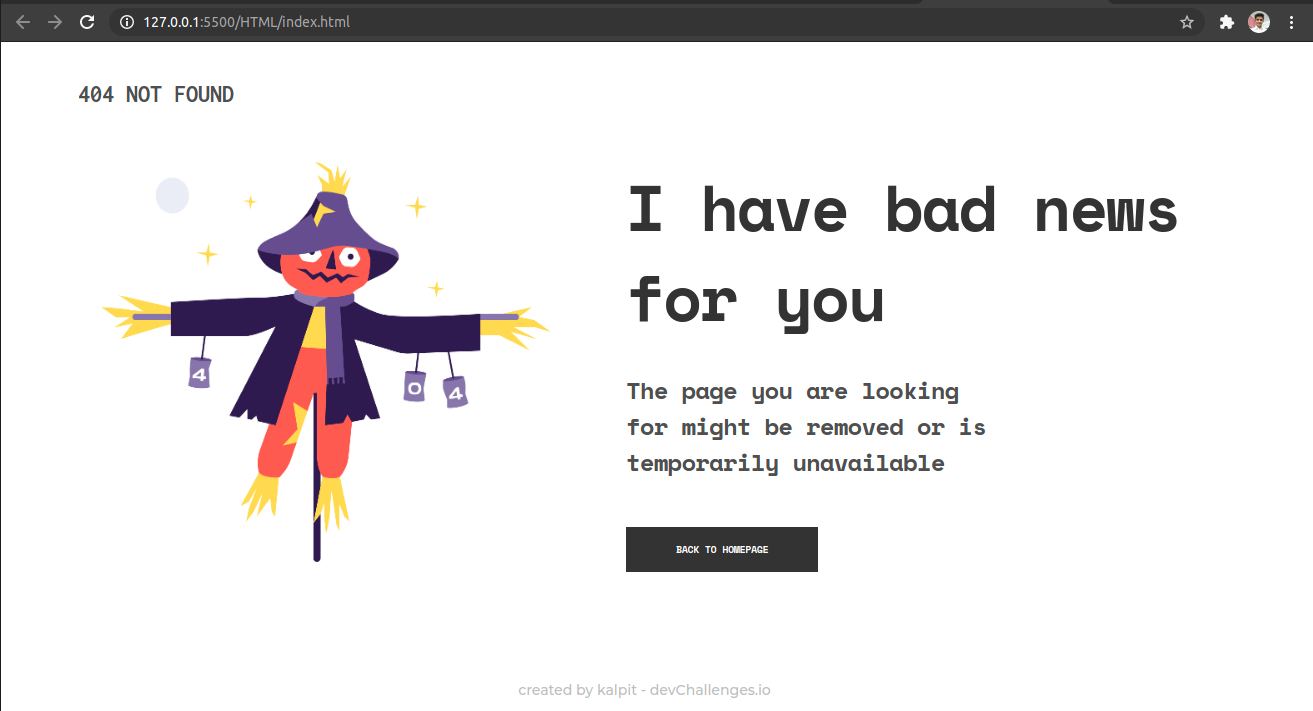 127.0.0.1:5500/HTML/index.html
404 NOT FOUND
I have bad news
for you
4
0
4
The page you are looking
for might be removed or is
temporarily unavailable
BACK TO HOMEPAGE
created by kalpit - devChallenges.io